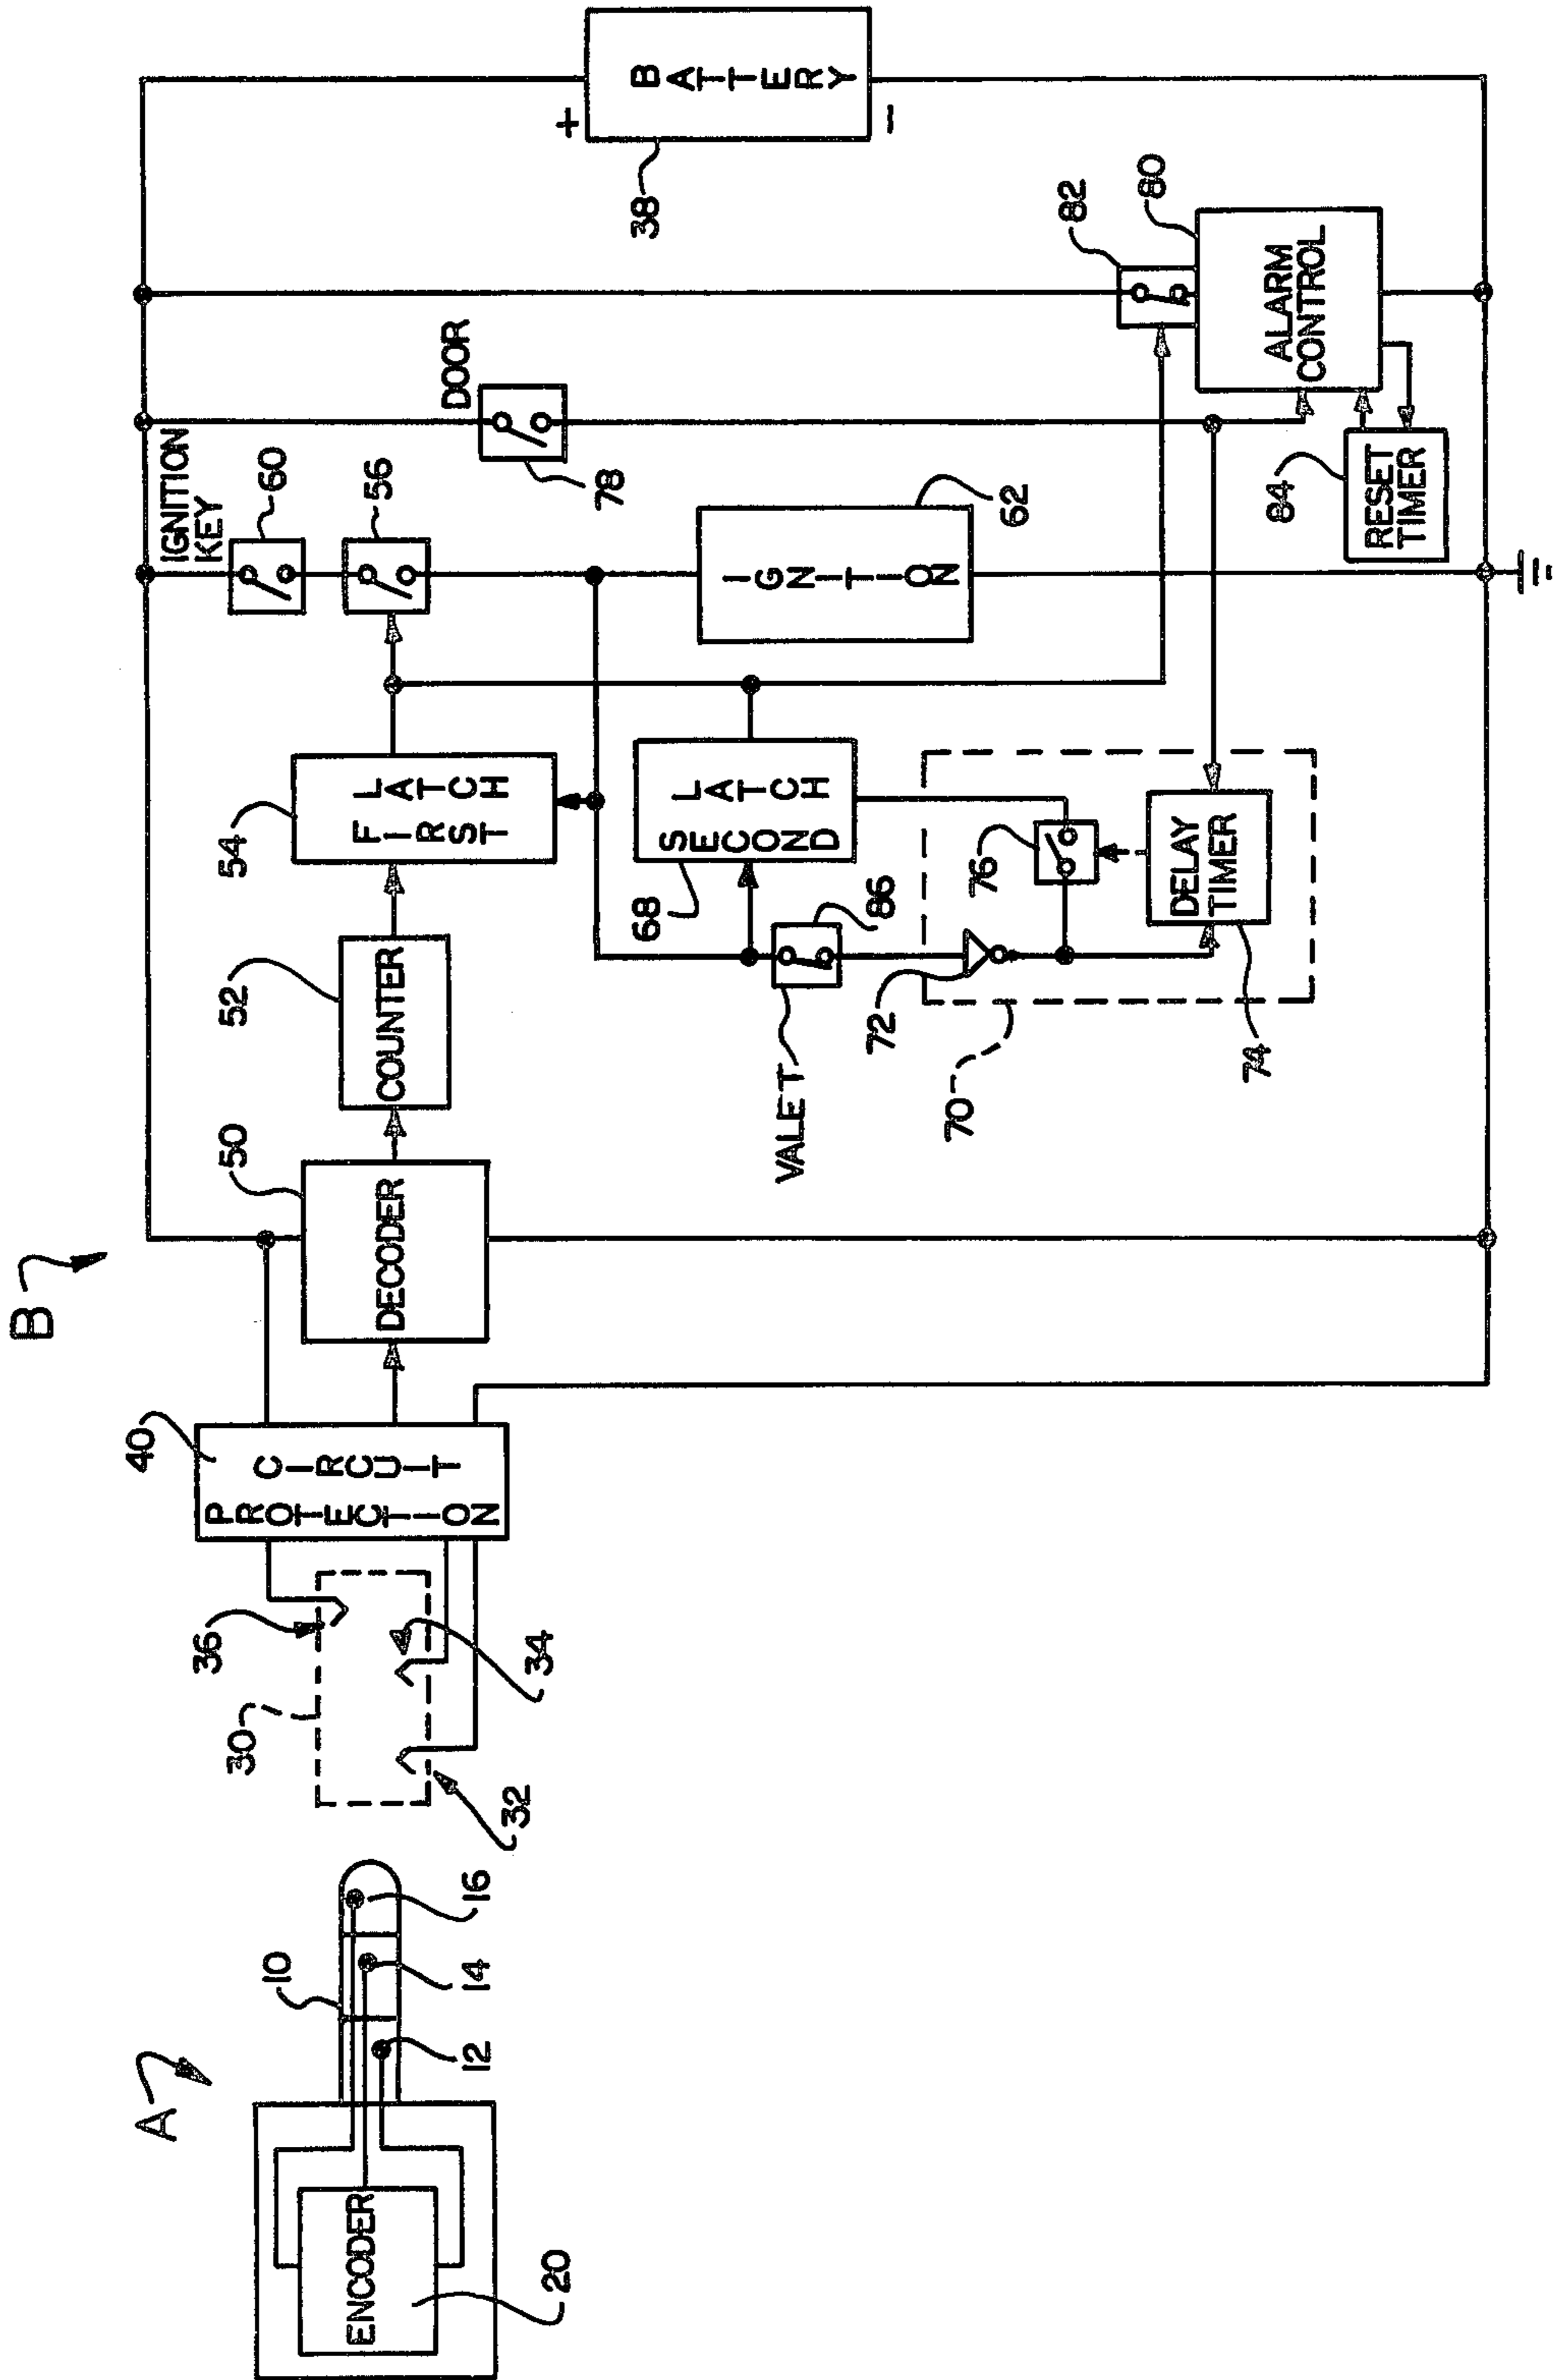 A
B
ENCODER
20
10
12
14
16
30
32
34
36
40
PROTECTION
CIRCUIT
50
DECODER
52
COUNTER
54
FIRST
LATCH
IGNITION
KEY
60
56
DOOR
78
68
SECOND
LATCH
VALET
86
70
72
76
DELAY
TIMER
74
IGNITION
62
82
80
ALARM
CONTROL
84
RESET
TIMER
+
BATTERY
-
38